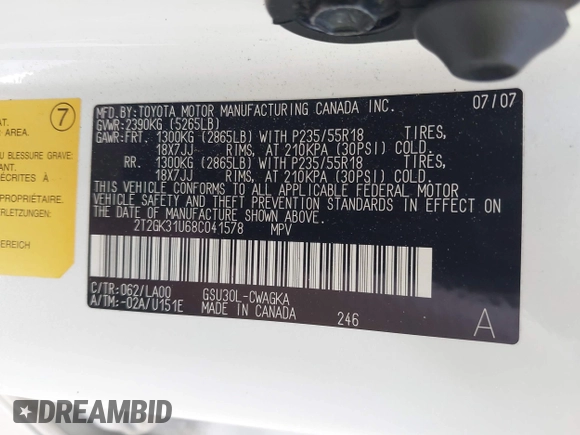 MFD. BY: TOYOTA MOTOR MANUFACTURING CANADA INC. 07/07
GVWR: 2390KG (5265LB)
GAWR: FRT. 1300KG (2865LB) WITH P235/55R18 TIRES,
18X7JJ RIMS, AT 210KPA (30PSI) COLD.
RR. 1300KG (2865LB) WITH P235/55R18 TIRES,
18X7JJ RIMS, AT 210KPA (30PSI) COLD.
THIS VEHICLE CONFORMS TO ALL APPLICABLE FEDERAL MOTOR
VEHICLE SAFETY AND THEFT PREVENTION STANDARDS IN EFFECT ON
THE DATE OF MANUFACTURE SHOWN ABOVE.
2T2GK31U68C041578 MPV
C/TR: 062/LA00 GSU30L-CWAGKA
A/TM: -02A/U151E MADE IN CANADA 246 A
7
AREA.
OU BLESSURE GRAVE:
DÉCRITES À
PROPRIÉTAIRE.
BEREICH
DREAMBID